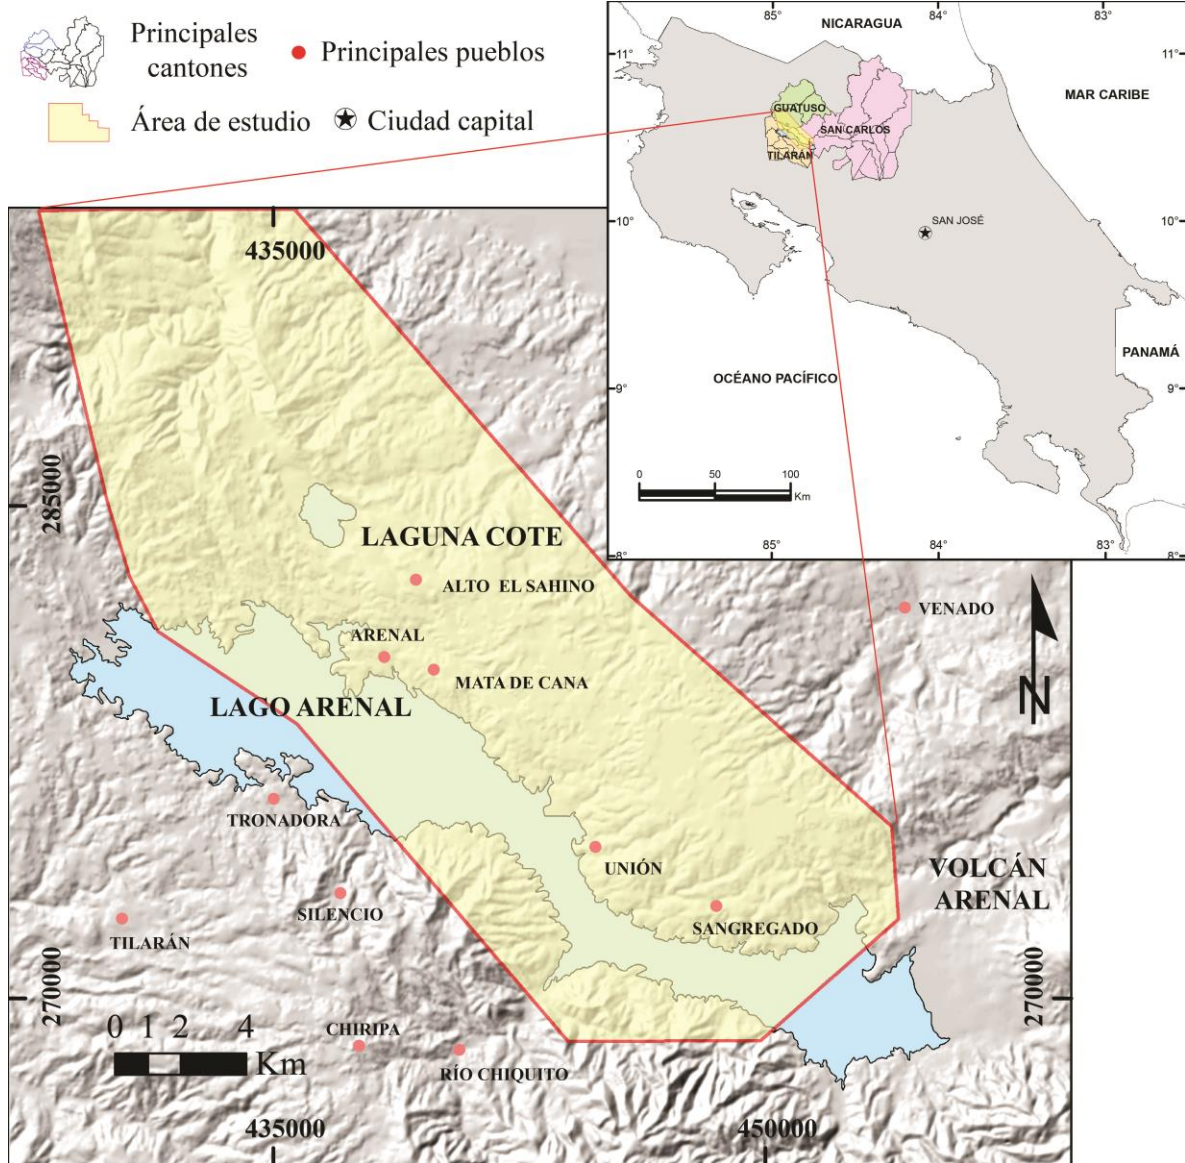 Principales
cantones
Principales pueblos
Área de estudio
Ciudad capital
85°
84°
83°
NICARAGUA
11°
11°
MAR CARIBE
GUATUSO
SAN CARLOS
TILARÁN
10°
SAN JOSÉ
10°
PANAMÁ
OCÉANO PACÍFICO
9°
9°
0 50 100
Km
8°
8°
85°
84°
83°
435000
285000
LAGUNA COTE
ALTO EL SAHINO
VENADO
ARENAL
MATA DE CANA
N
LAGO ARENAL
TRONADORA
UNIÓN
VOLCÁN
ARENAL
SILENCIO
SANGREGADO
TILARÁN
270000
270000
0 1 2 4
Km
CHIRIPA
RÍO CHIQUITO
435000
450000